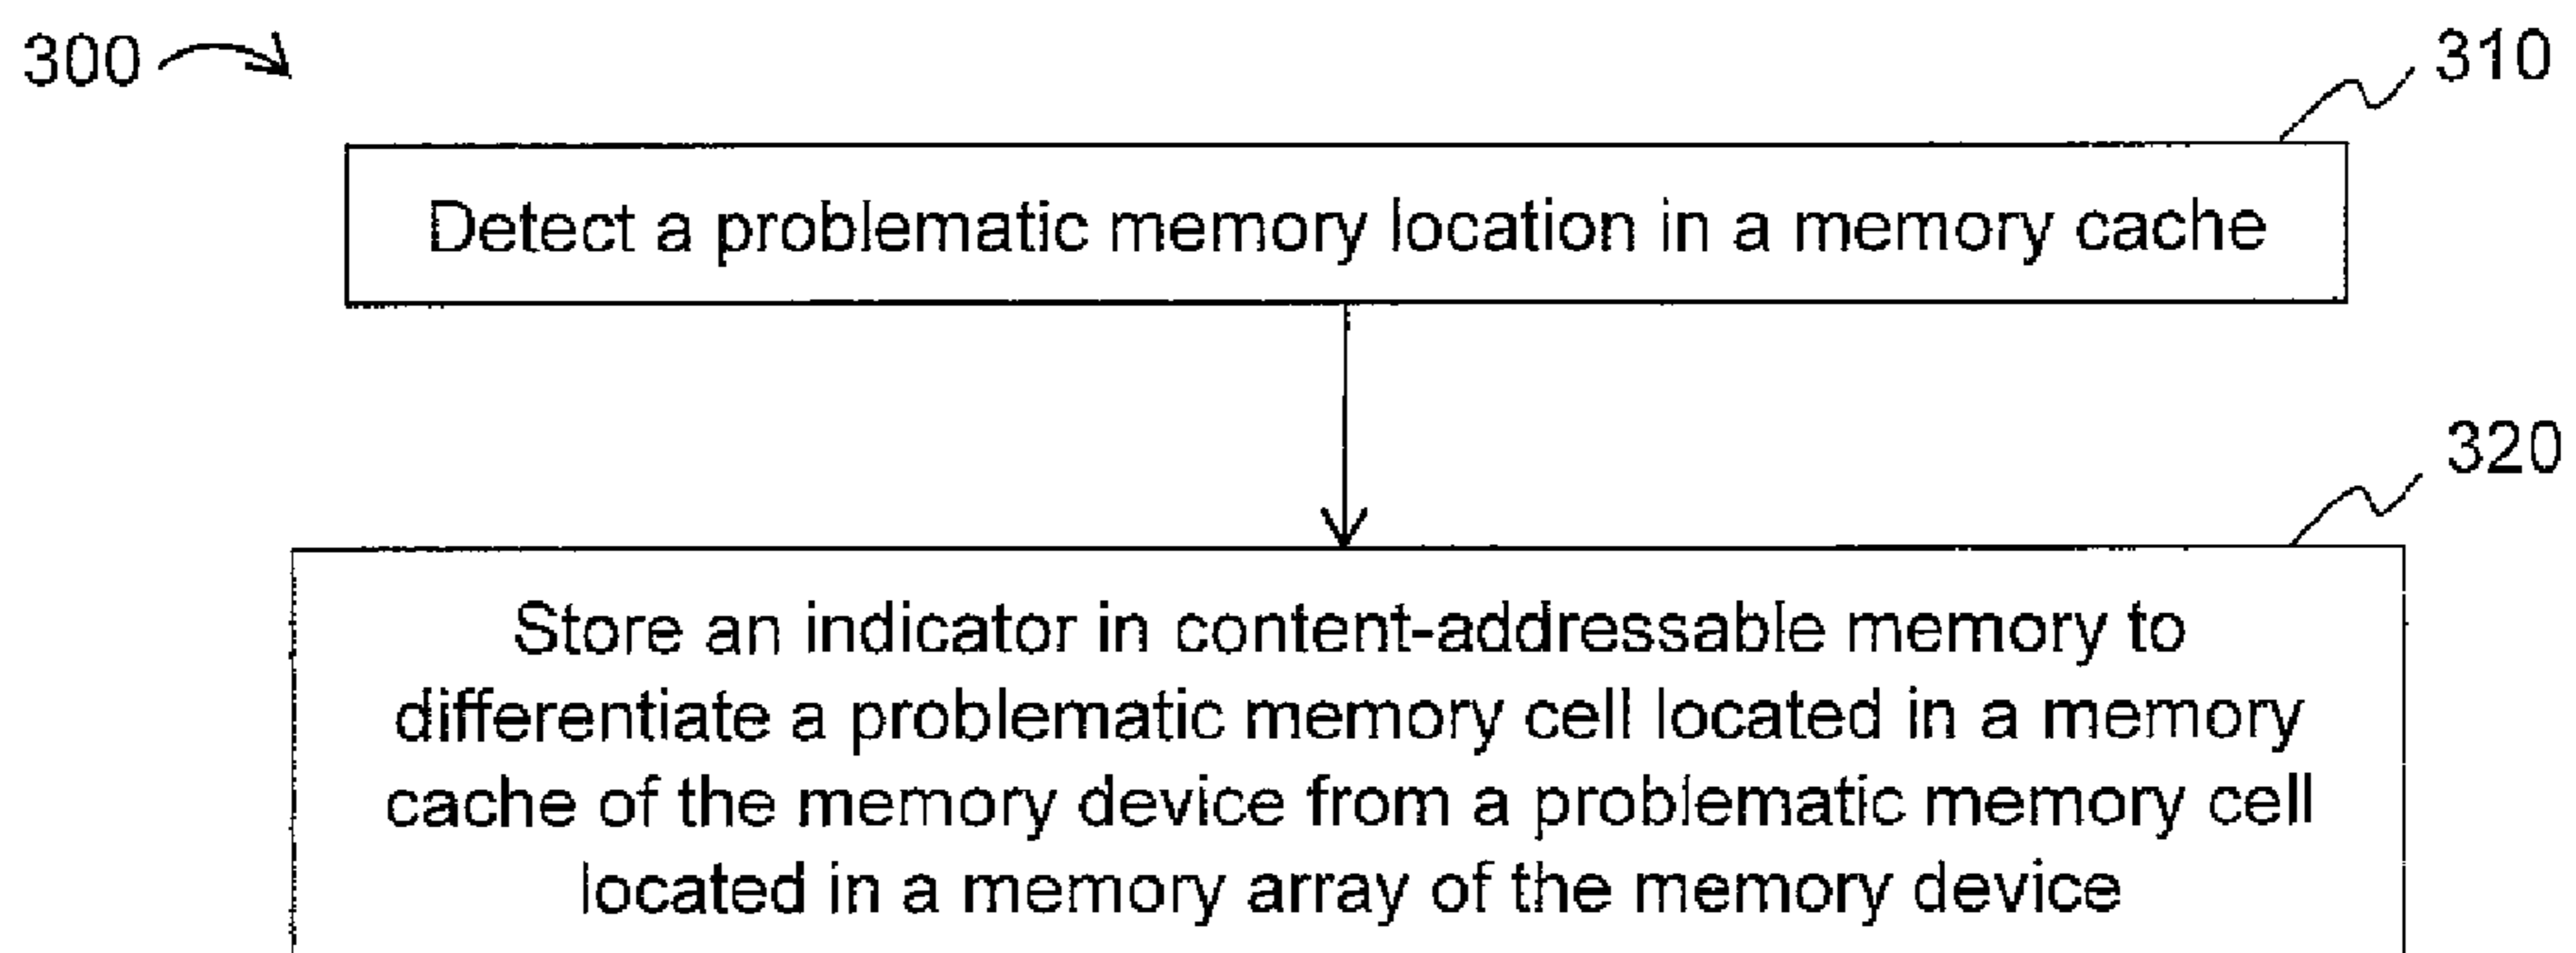 300
310
Detect a problematic memory location in a memory cache
320
Store an indicator in content-addressable memory to
differentiate a problematic memory cell located in a memory
cache of the memory device from a problematic memory cell
located in a memory array of the memory device